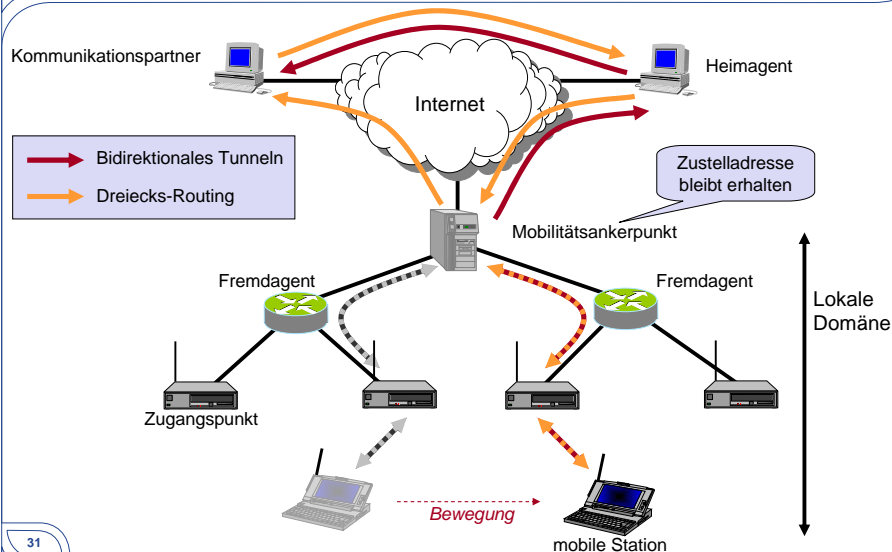 Kommunikationspartner
Heimagent
Internet
Bidirektionales Tunneln
Dreiecks-Routing
Zustelladresse
bleibt erhalten
Mobilitätsankerpunkt
Fremdagent
Fremdagent
Lokale
Domäne
Zugangspunkt
Bewegung
mobile Station
31